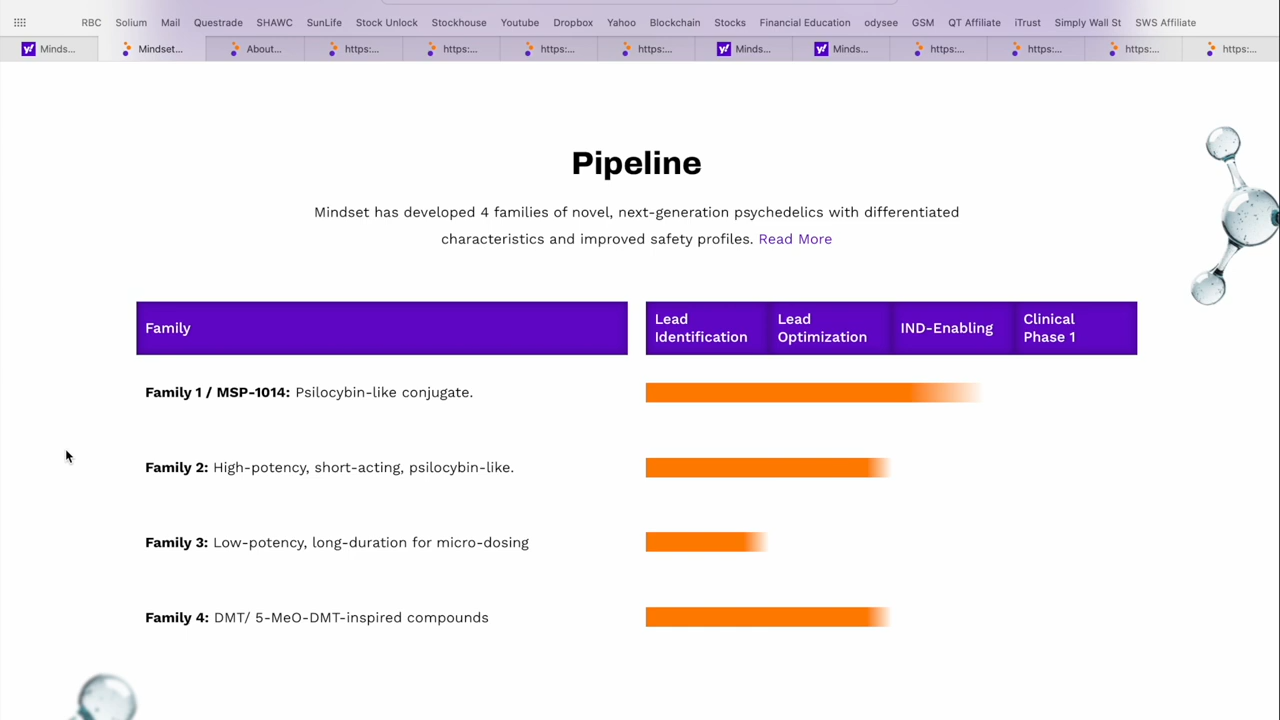 RBC Solium Mail Questrade SHAWC SunLife Stock Unlock Stockhouse Youtube Dropbox Yahoo Blockchain Stocks Financial Education odysee GSM QT Affiliate iTrust Simply Wall St SWS Affiliate
y! Minds... Mindset... About... https:... https:... https:... https:... y! Minds... y! Minds... https:... https:... https:... https:...
Pipeline
Mindset has developed 4 families of novel, next-generation psychedelics with differentiated
characteristics and improved safety profiles. Read More
Family
Lead
Identification
Lead
Optimization
IND-Enabling
Clinical
Phase 1
Family 1 / MSP-1014: Psilocybin-like conjugate.
Family 2: High-potency, short-acting, psilocybin-like.
Family 3: Low-potency, long-duration for micro-dosing
Family 4: DMT/ 5-MeO-DMT-inspired compounds